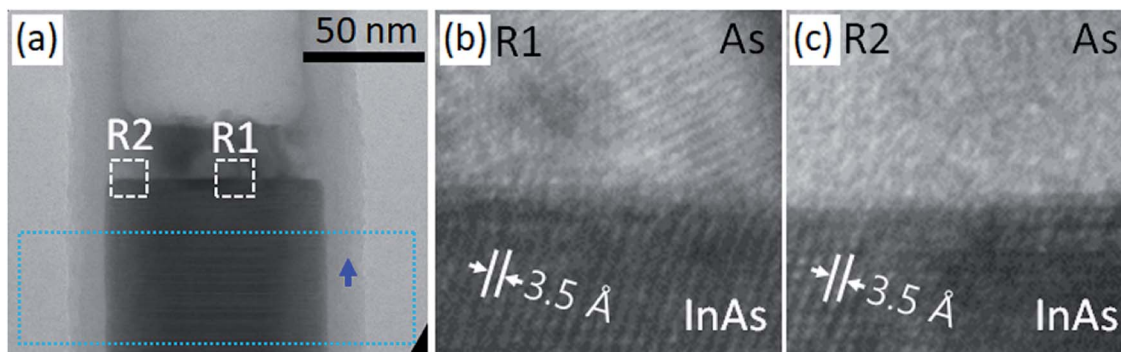 (a)
50 nm
R2
R1
(b) R1
As
3.5 Å
InAs
(c) R2
As
3.5 Å
InAs